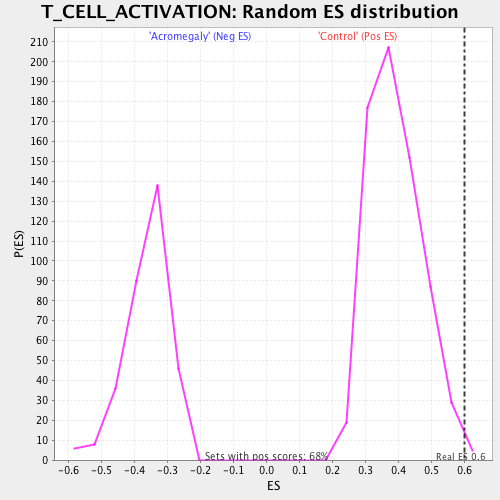 T_CELL_ACTIVATION: Random ES distribution
'Acromegaly' (Neg ES)
'Control' (Pos ES)
210
200
190
180
170
160
150
140
130
120
110
100
90
80
70
60
50
40
30
20
10
0
P(ES)
Sets with pos scores: 68%
Real ES 0.6
-0.6 -0.5 -0.4 -0.3 -0.2 -0.1 0.0 0.1 0.2 0.3 0.4 0.5 0.6
ES